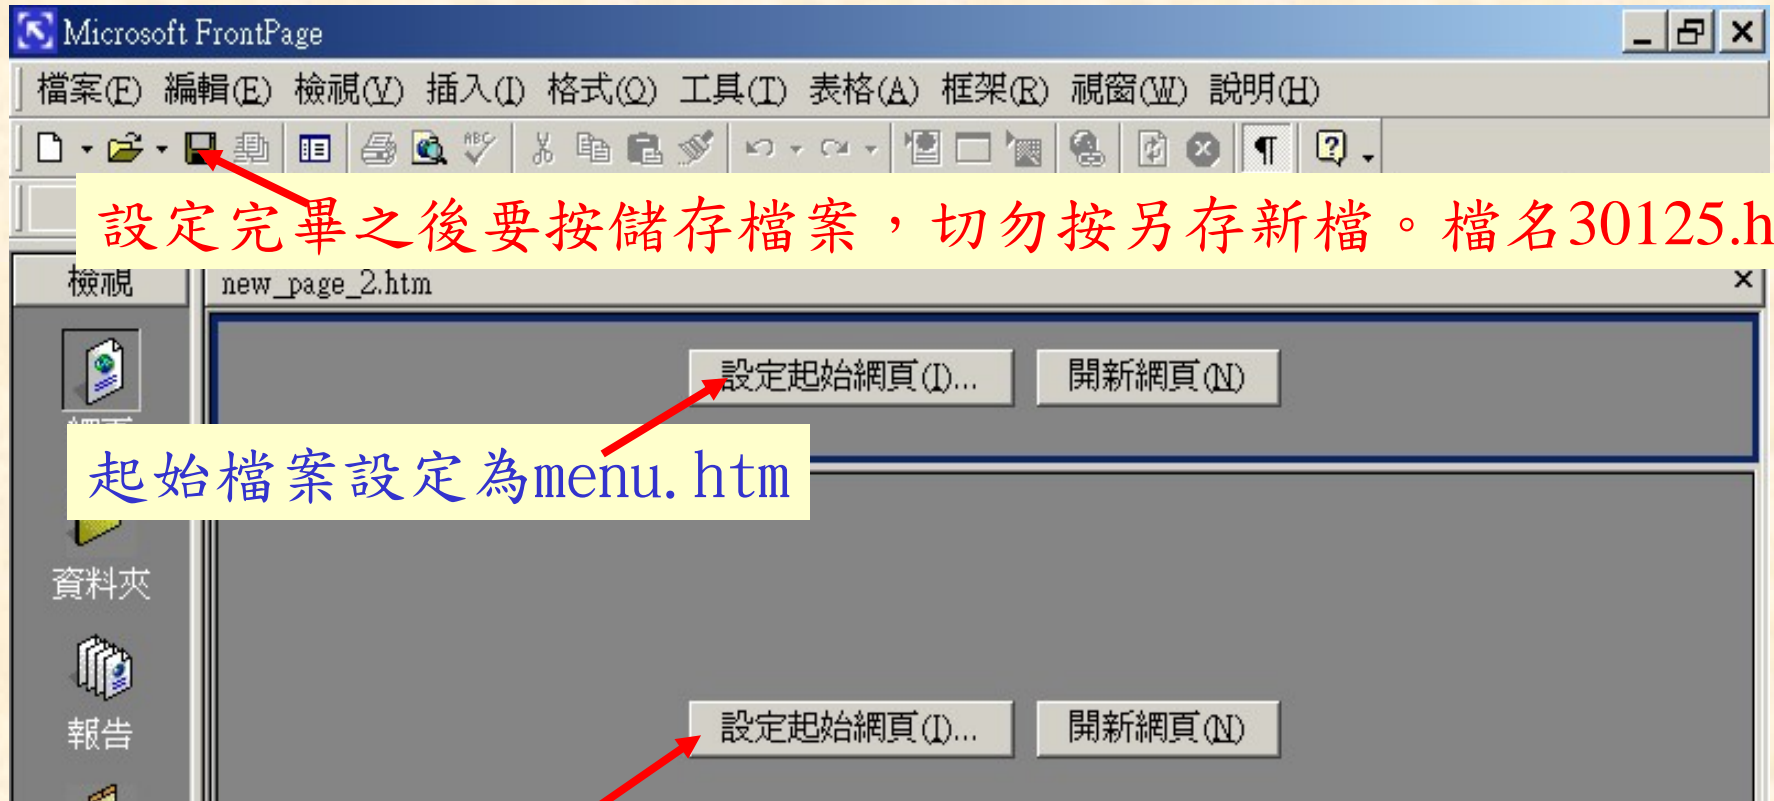 Microsoft FrontPage
檔案(F) 編輯(E) 檢視(V) 插入(I) 格式(O) 工具(T) 表格(A) 框架(R) 視窗(W) 說明(H)
設定完畢之後要按儲存檔案，切勿按另存新檔。檔名30125.h
檢視
new_page_2.htm
設定起始網頁(I)... 開新網頁(N)
起始檔案設定為menu.htm
資料夾
報告
設定起始網頁(I)... 開新網頁(N)